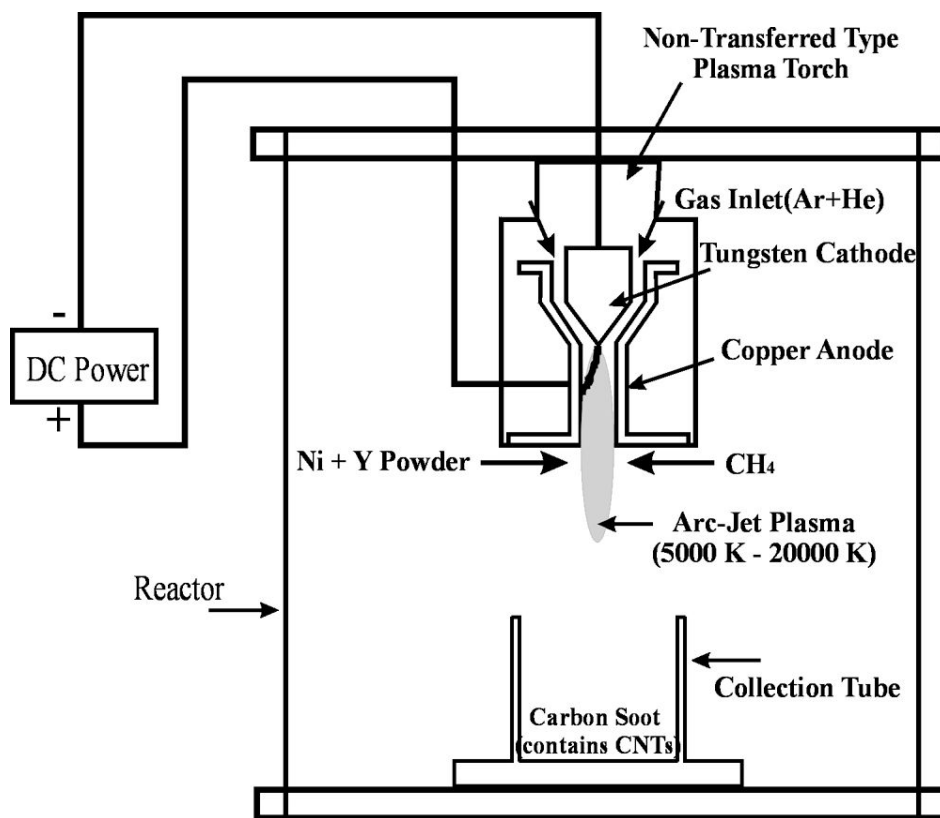 Non-Transferred Type
Plasma Torch
Gas Inlet(Ar+He)
Tungsten Cathode
-
DC Power
+
Copper Anode
Ni + Y Powder
CH₄
Arc-Jet Plasma
(5000 K - 20000 K)
Reactor
Collection Tube
Carbon Soot
(contains CNTs)